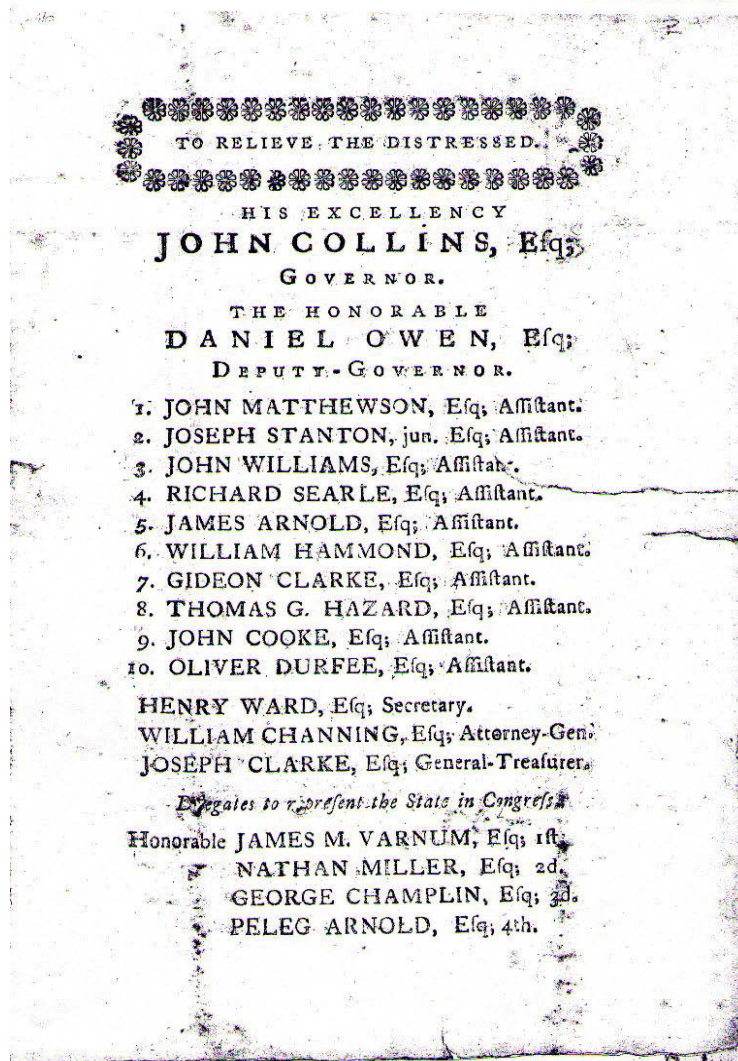 TO RELIEVE THE DISTRESSED.
HIS EXCELLENCY
JOHN COLLINS, Eſq;
GOVERNOR.
THE HONORABLE
DANIEL OWEN, Eſq;
DEPUTY-GOVERNOR.
1. JOHN MATTHEWSON, Eſq; Aſſiſtant.
2. JOSEPH STANTON, jun. Eſq; Aſſiſtant.
3. JOHN WILLIAMS, Eſq; Aſſiſtant.
4. RICHARD SEARLE, Eſq; Aſſiſtant.
5. JAMES ARNOLD, Eſq; Aſſiſtant.
6. WILLIAM HAMMOND, Eſq; Aſſiſtant.
7. GIDEON CLARKE, Eſq; Aſſiſtant.
8. THOMAS G. HAZARD, Eſq; Aſſiſtant.
9. JOHN COOKE, Eſq; Aſſiſtant.
10. OLIVER DURFEE, Eſq; Aſſiſtant.
HENRY WARD, Eſq; Secretary.
WILLIAM CHANNING, Eſq; Attorney-Gen.
JOSEPH CLARKE, Eſq; General-Treaſurer.
Delegates to repreſent the State in Congreſs.
Honorable JAMES M. VARNUM, Eſq; 1ſt.
NATHAN MILLER, Eſq; 2d.
GEORGE CHAMPLIN, Eſq; 3d.
PELEG ARNOLD, Eſq; 4th.